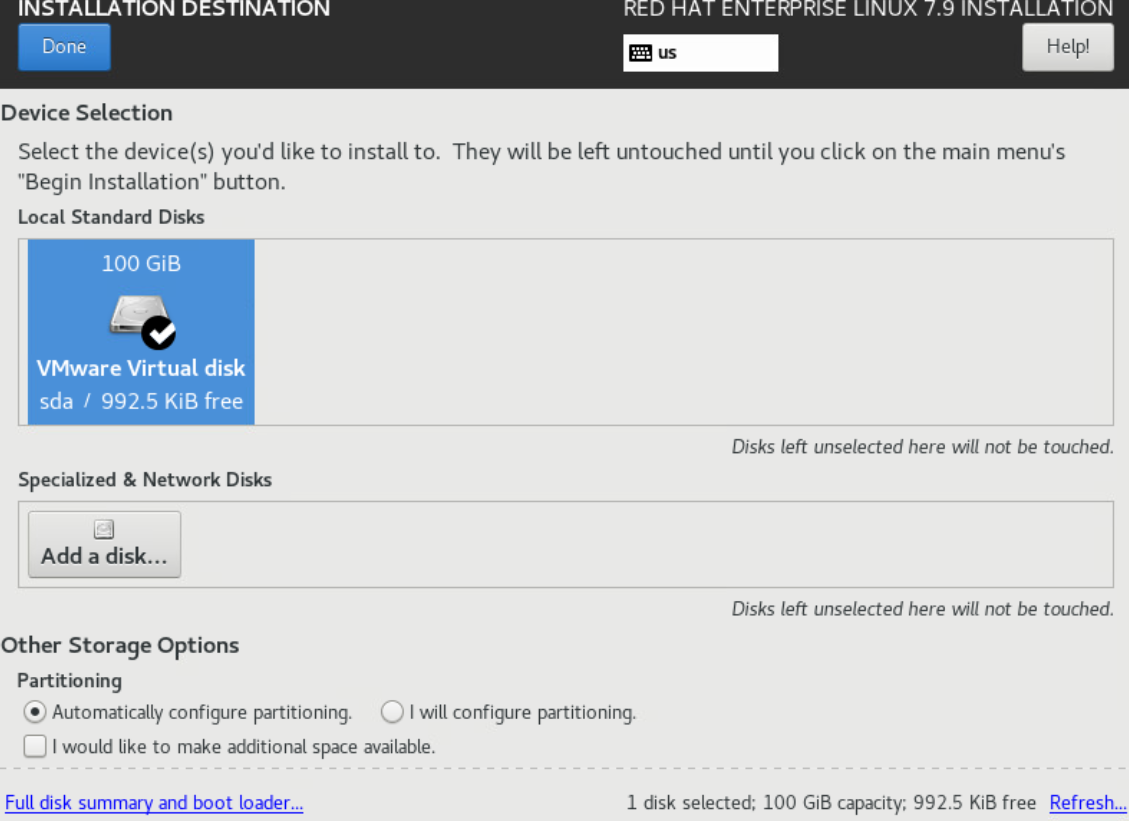 INSTALLATION DESTINATION
RED HAT ENTERPRISE LINUX 7.9 INSTALLATION
Done
us
Help!
Device Selection
Select the device(s) you'd like to install to.  They will be left untouched until you click on the main menu's
"Begin Installation" button.
Local Standard Disks
100 GiB
VMware Virtual disk
sda / 992.5 KiB free
Disks left unselected here will not be touched.
Specialized & Network Disks
Add a disk...
Disks left unselected here will not be touched.
Other Storage Options
Partitioning
Automatically configure partitioning.
I will configure partitioning.
I would like to make additional space available.
Full disk summary and boot loader...
1 disk selected; 100 GiB capacity; 992.5 KiB free
Refresh...